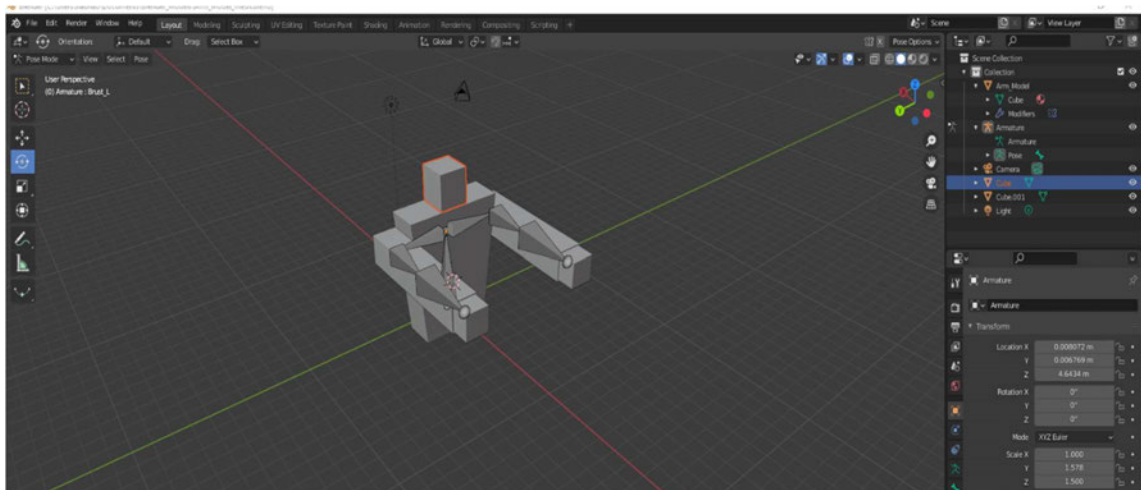 File Edit Render Window Help Layout Modeling Sculpting UV Editing Texture Paint Shading Animation Rendering Compositing Scripting + Scene View Layer
Orientation: Default Drag: Select Box Global Pose Options
Pose Mode View Select Pose
User Perspective
(0) Armature : Brust_L
Scene Collection
Collection
Arm_Model
Cube
Modifiers
Armature
Armature
Pose
Camera
Cube
Cube.001
Light
Armature
Armature
Transform
Location X 0.008072 m
Y 0.006769 m
Z 4.6434 m
Rotation X 0°
Y 0°
Z 0°
Mode XYZ Euler
Scale X 1.000
Y 1.578
Z 1.500